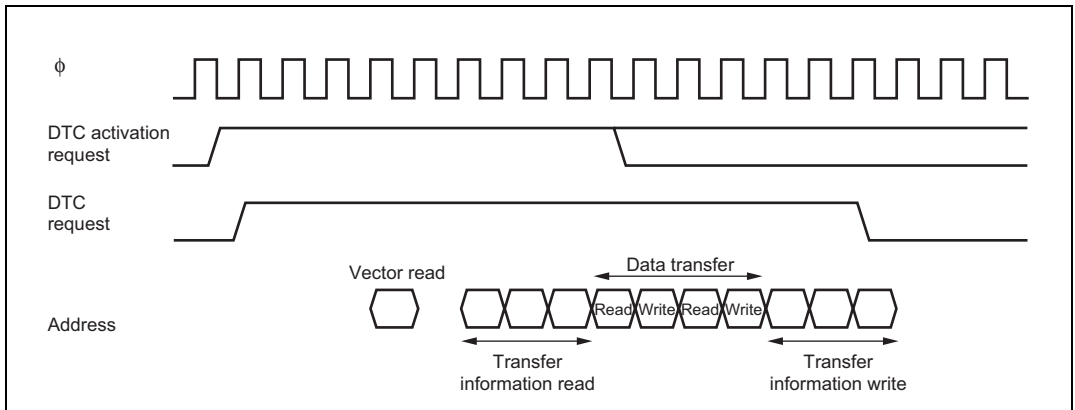 ϕ
DTC activation
request
DTC
request
Vector read
Data transfer
Address
Read Write Read Write
Transfer
information read
Transfer
information write